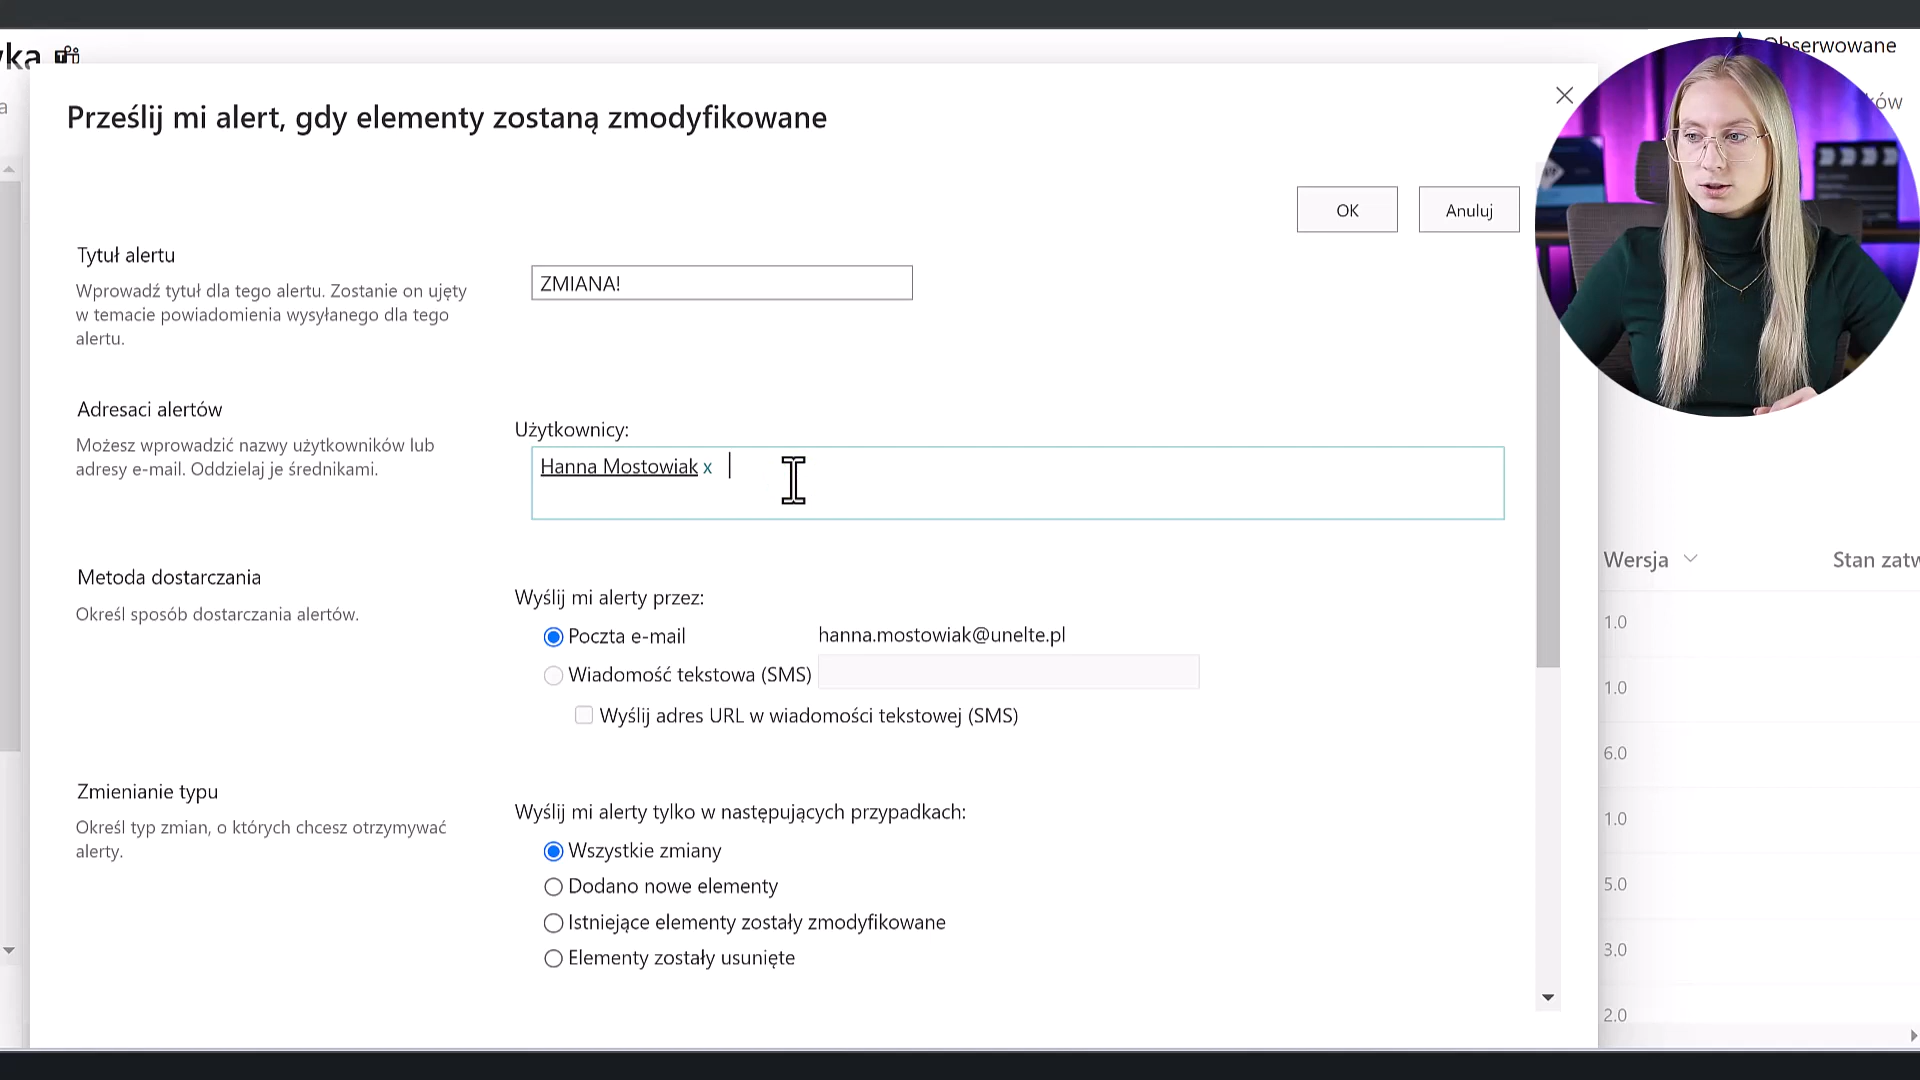 Obserwowane
Prześlij mi alert, gdy elementy zostaną zmodyfikowane
OK
Anuluj
Tytuł alertu
Wprowadź tytuł dla tego alertu. Zostanie on ujęty
w temacie powiadomienia wysyłanego dla tego
alertu.
ZMIANA!
Adresaci alertów
Możesz wprowadzić nazwy użytkowników lub
adresy e-mail. Oddzielaj je średnikami.
Użytkownicy:
Hanna Mostowiak x
Metoda dostarczania
Określ sposób dostarczania alertów.
Wyślij mi alerty przez:
Poczta e-mail
hanna.mostowiak@unelte.pl
Wiadomość tekstowa (SMS)
Wyślij adres URL w wiadomości tekstowej (SMS)
Zmienianie typu
Określ typ zmian, o których chcesz otrzymywać
alerty.
Wyślij mi alerty tylko w następujących przypadkach:
Wszystkie zmiany
Dodano nowe elementy
Istniejące elementy zostały zmodyfikowane
Elementy zostały usunięte
Wersja
Stan zatw
1.0
1.0
6.0
1.0
5.0
3.0
2.0